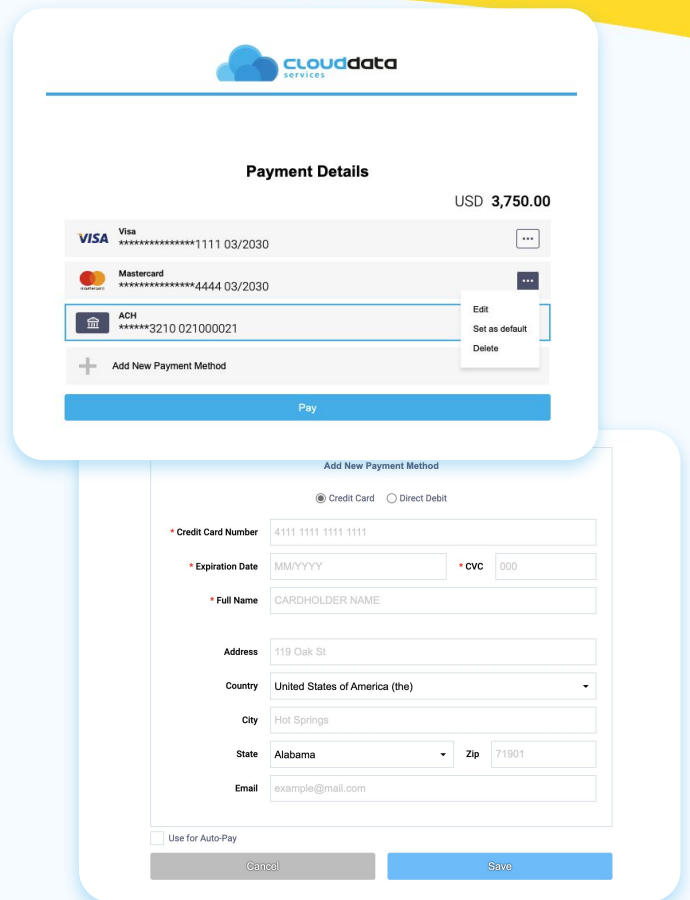 clouddata
services
Payment Details
USD 3,750.00
VISA
Visa
***************1111 03/2030
mastercard
Mastercard
***************4444 03/2030
ACH
******3210 021000021
Edit
Set as default
Delete
Add New Payment Method
Pay
Add New Payment Method
Credit Card Direct Debit
* Credit Card Number 4111 1111 1111 1111
* Expiration Date MM/YYYY * CVC 000
* Full Name CARDHOLDER NAME
Address 119 Oak St
Country United States of America (the)
City Hot Springs
State Alabama Zip 71901
Email example@mail.com
Use for Auto-Pay
Cancel Save